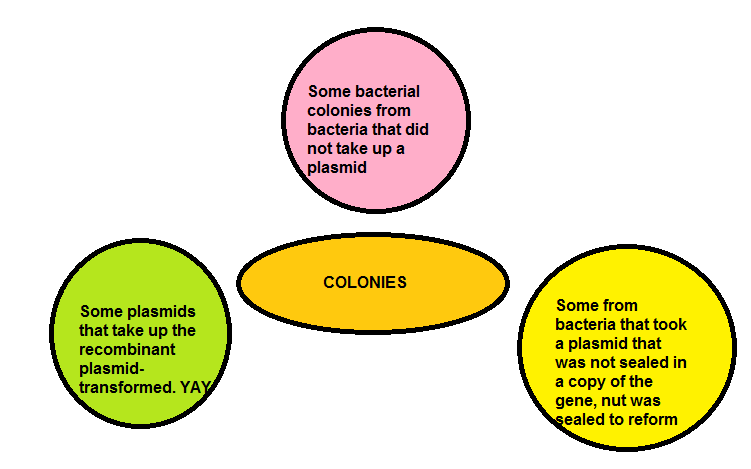 Some bacterial
colonies from
bacteria that did
not take up a
plasmid
COLONIES
Some plasmids
that take up the
recombinant
plasmid-
transformed. YAY
Some from
bacteria that took
a plasmid that
was not sealed in
a copy of the
gene, nut was
sealed to reform